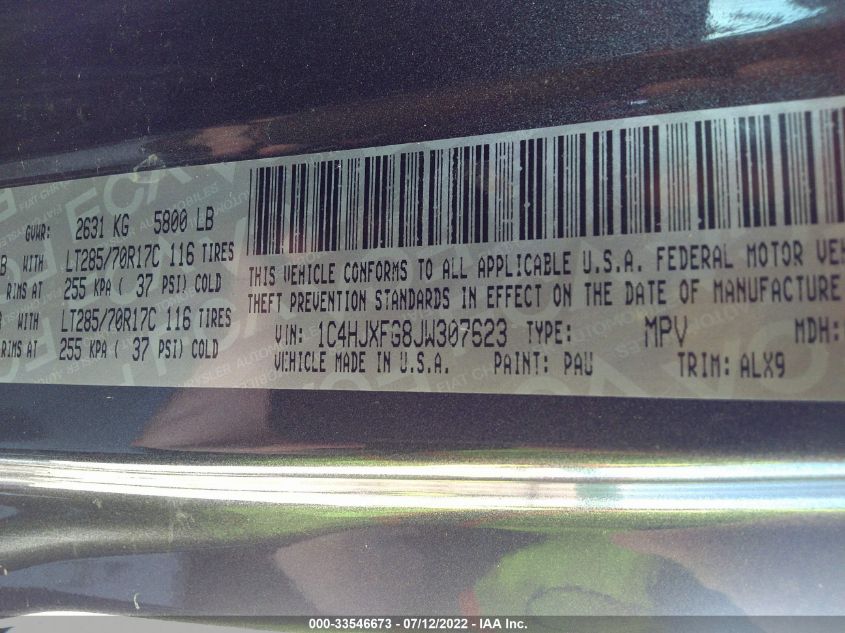 GVWR: 2631 KG 5800 LB
B WITH LT285/70R17C 116 TIRES
RIMS AT 255 KPA ( 37 PSI) COLD
WITH LT285/70R17C 116 TIRES
RIMS AT 255 KPA ( 37 PSI) COLD
THIS VEHICLE CONFORMS TO ALL APPLICABLE U.S.A. FEDERAL MOTOR VEH
THEFT PREVENTION STANDARDS IN EFFECT ON THE DATE OF MANUFACTURE
VIN: 1C4HJXFG8JW307623 TYPE: MPV MDH:
VEHICLE MADE IN U.S.A. PAINT: PAU TRIM: ALX9
000-33546673 - 07/12/2022 - IAA Inc.